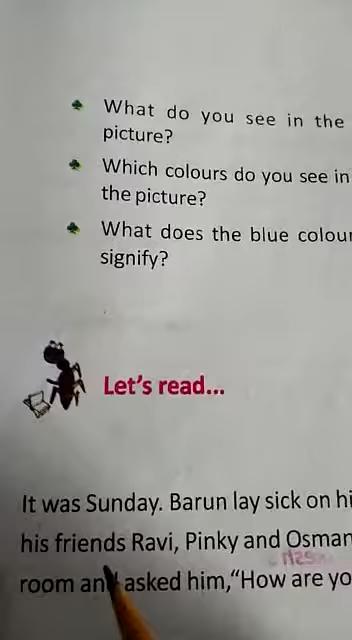 What do you see in the
picture?
Which colours do you see in
the picture?
What does the blue colour
signify?
Let's read...
It was Sunday. Barun lay sick on
his friends Ravi, Pinky and Osman
room and asked him,“How are